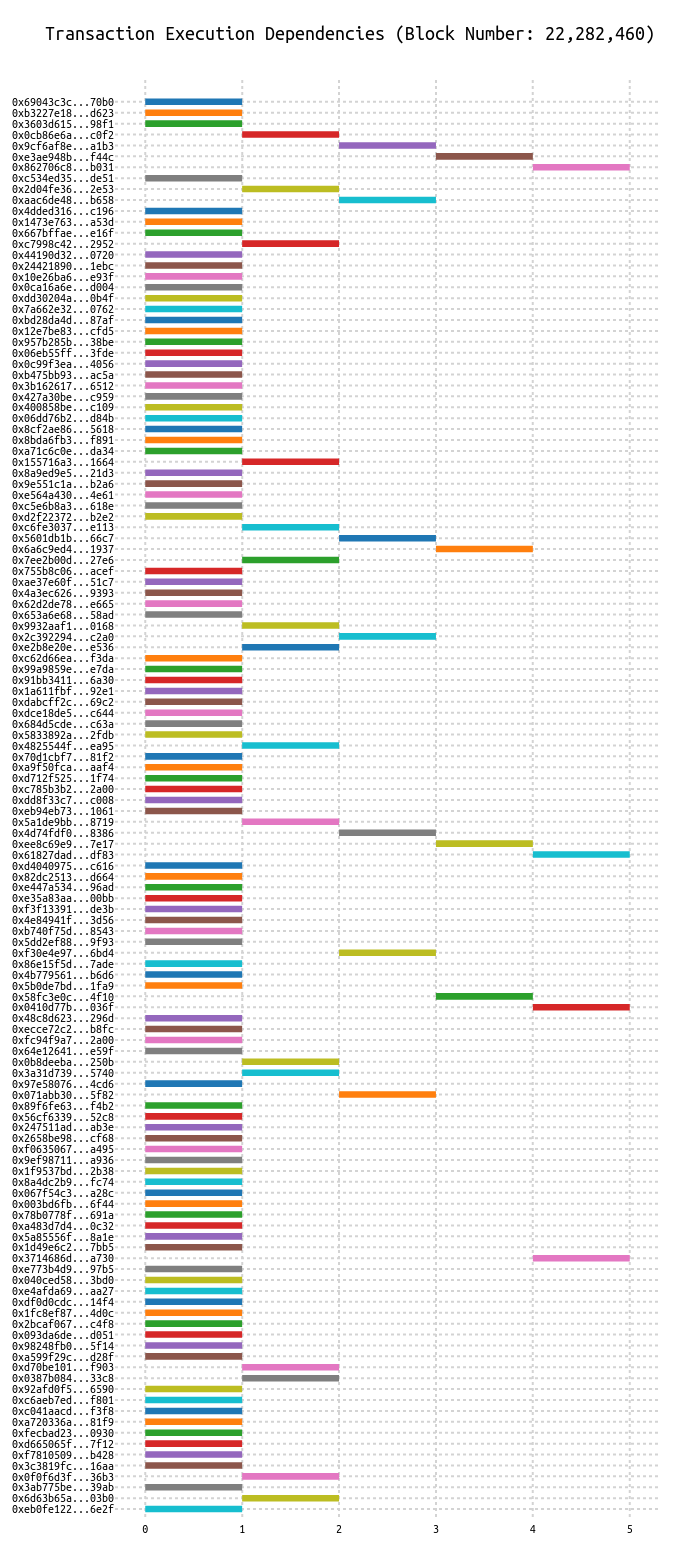 Transaction Execution Dependencies (Block Number: 22,282,460)
0x69043c3c...70b0
0xb3227e18...d623
0x3603d615...98f1
0x0cb86e6a...c0f2
0x9cf6af8e...a1b3
0xe3ae948b...f44c
0x862706c8...b031
0xc534ed35...de51
0x2d04fe36...2e53
0xaac6de48...b658
0x4dded316...c196
0x1473e763...a53d
0x667bffae...e16f
0xc7998c42...2952
0x44190d32...0720
0x24421890...1ebc
0x10e26ba6...e93f
0x0ca16a6e...d004
0xdd30204a...0b4f
0x7a662e32...0762
0xbd28da4d...87af
0x12e7be83...cfd5
0x957b285b...38be
0x06eb55ff...3fde
0x0c99f3ea...4056
0xb475bb93...ac5a
0x3b162617...6512
0x427a30be...c959
0x400858be...c109
0x06dd76b2...d84b
0x8cf2ae86...5618
0x8bda6fb3...f891
0xa71c6c0e...da34
0x155716a3...1664
0x8a9ed9e5...21d3
0x9e551c1a...b2a6
0xe564a430...4e61
0xc5e6b8a3...618e
0xd2f22372...b2e2
0xc6fe3037...e113
0x5601db1b...66c7
0x6a6c9ed4...1937
0x7ee2b00d...27e6
0x755b8c06...acef
0xae37e60f...51c7
0x4a3ec626...9393
0x62d2de78...e665
0x653a6e68...58ad
0x9932aaf1...0168
0x2c392294...c2a0
0xe2b8e20e...e536
0xc62d66ea...f3da
0x99a9859e...e7da
0x91bb3411...6a30
0x1a611fbf...92e1
0xdabcff2c...69c2
0xdce18de5...c644
0x684d5cde...c63a
0x5833892a...2fdb
0x4825544f...ea95
0x70d1cbf7...81f2
0xa9f50fca...aaf4
0xd712f525...1f74
0xc785b3b2...2a00
0xdd8f33c7...c008
0xeb94eb73...1061
0x5a1de9bb...8719
0x4d74fdf0...8386
0xee8c69e9...7e17
0x61827dad...df83
0xd4040975...c616
0x82dc2513...d664
0xe447a534...96ad
0xe35a83aa...00bb
0xf3f13391...de3b
0x4e84941f...3d56
0xb740f75d...8543
0x5dd2ef88...9f93
0xf30e4e97...6bd4
0x86e15f5d...7ade
0x4b779561...b6d6
0x5b0de7bd...1fa9
0x58fc3e0c...4f10
0x0410d77b...036f
0x48c8d623...296d
0xecce72c2...b8fc
0xfc94f9a7...2a00
0x64e12641...e59f
0x0b8deeba...250b
0x3a31d739...5740
0x97e58076...4cd6
0x071abb30...5f82
0x89f6fe63...f4b2
0x56cf6339...52c8
0x247511ad...ab3e
0x2658be98...cf68
0xf0635067...a495
0x9ef98711...a936
0x1f9537bd...2b38
0x8a4dc2b9...fc74
0x067f54c3...a28c
0x003bd6fb...6f44
0x78b0778f...691a
0xa483d7d4...0c32
0x5a85556f...8a1e
0x1d49e6c2...7bb5
0x3714686d...a730
0xe773b4d9...97b5
0x040ced58...3bd0
0xe4afda69...aa27
0xdf0d0cdc...14f4
0x1fc8ef87...4d0c
0x2bcaf067...c4f8
0x093da6de...d051
0x98248fb0...5f14
0xa599f29c...d28f
0xd70be101...f903
0x0387b084...33c8
0x92afd0f5...6590
0xc6aeb7ed...f801
0xc041aacd...f3f8
0xa720336a...81f9
0xfecbad23...0930
0xd665065f...7f12
0xf7810509...b428
0x3c3819fc...16aa
0x0f0f6d3f...36b3
0x3ab775be...39ab
0x6d63b65a...03b0
0xeb0fe122...6e2f
0 1 2 3 4 5